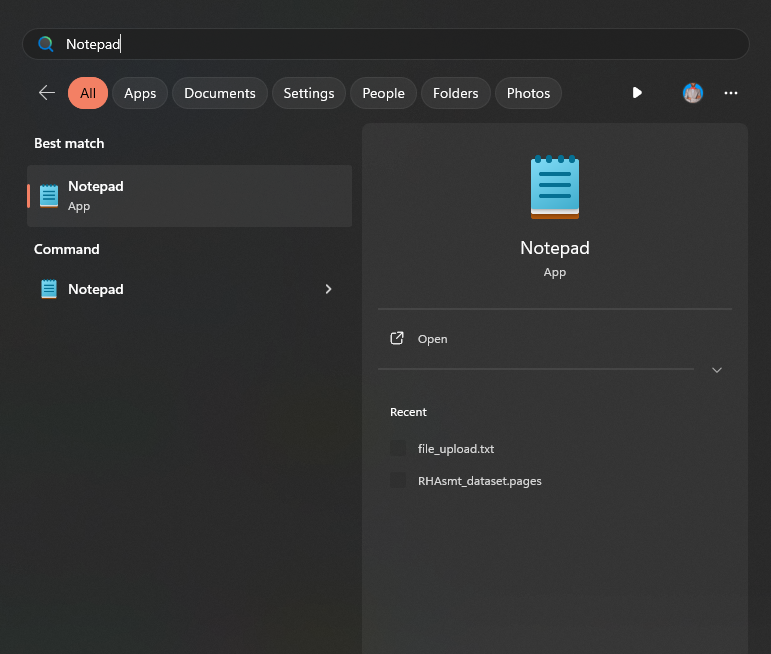 Notepad
All Apps Documents Settings People Folders Photos
Best match
Notepad
App
Command
Notepad
Notepad
App
Open
Recent
file_upload.txt
RHAsmt_dataset.pages